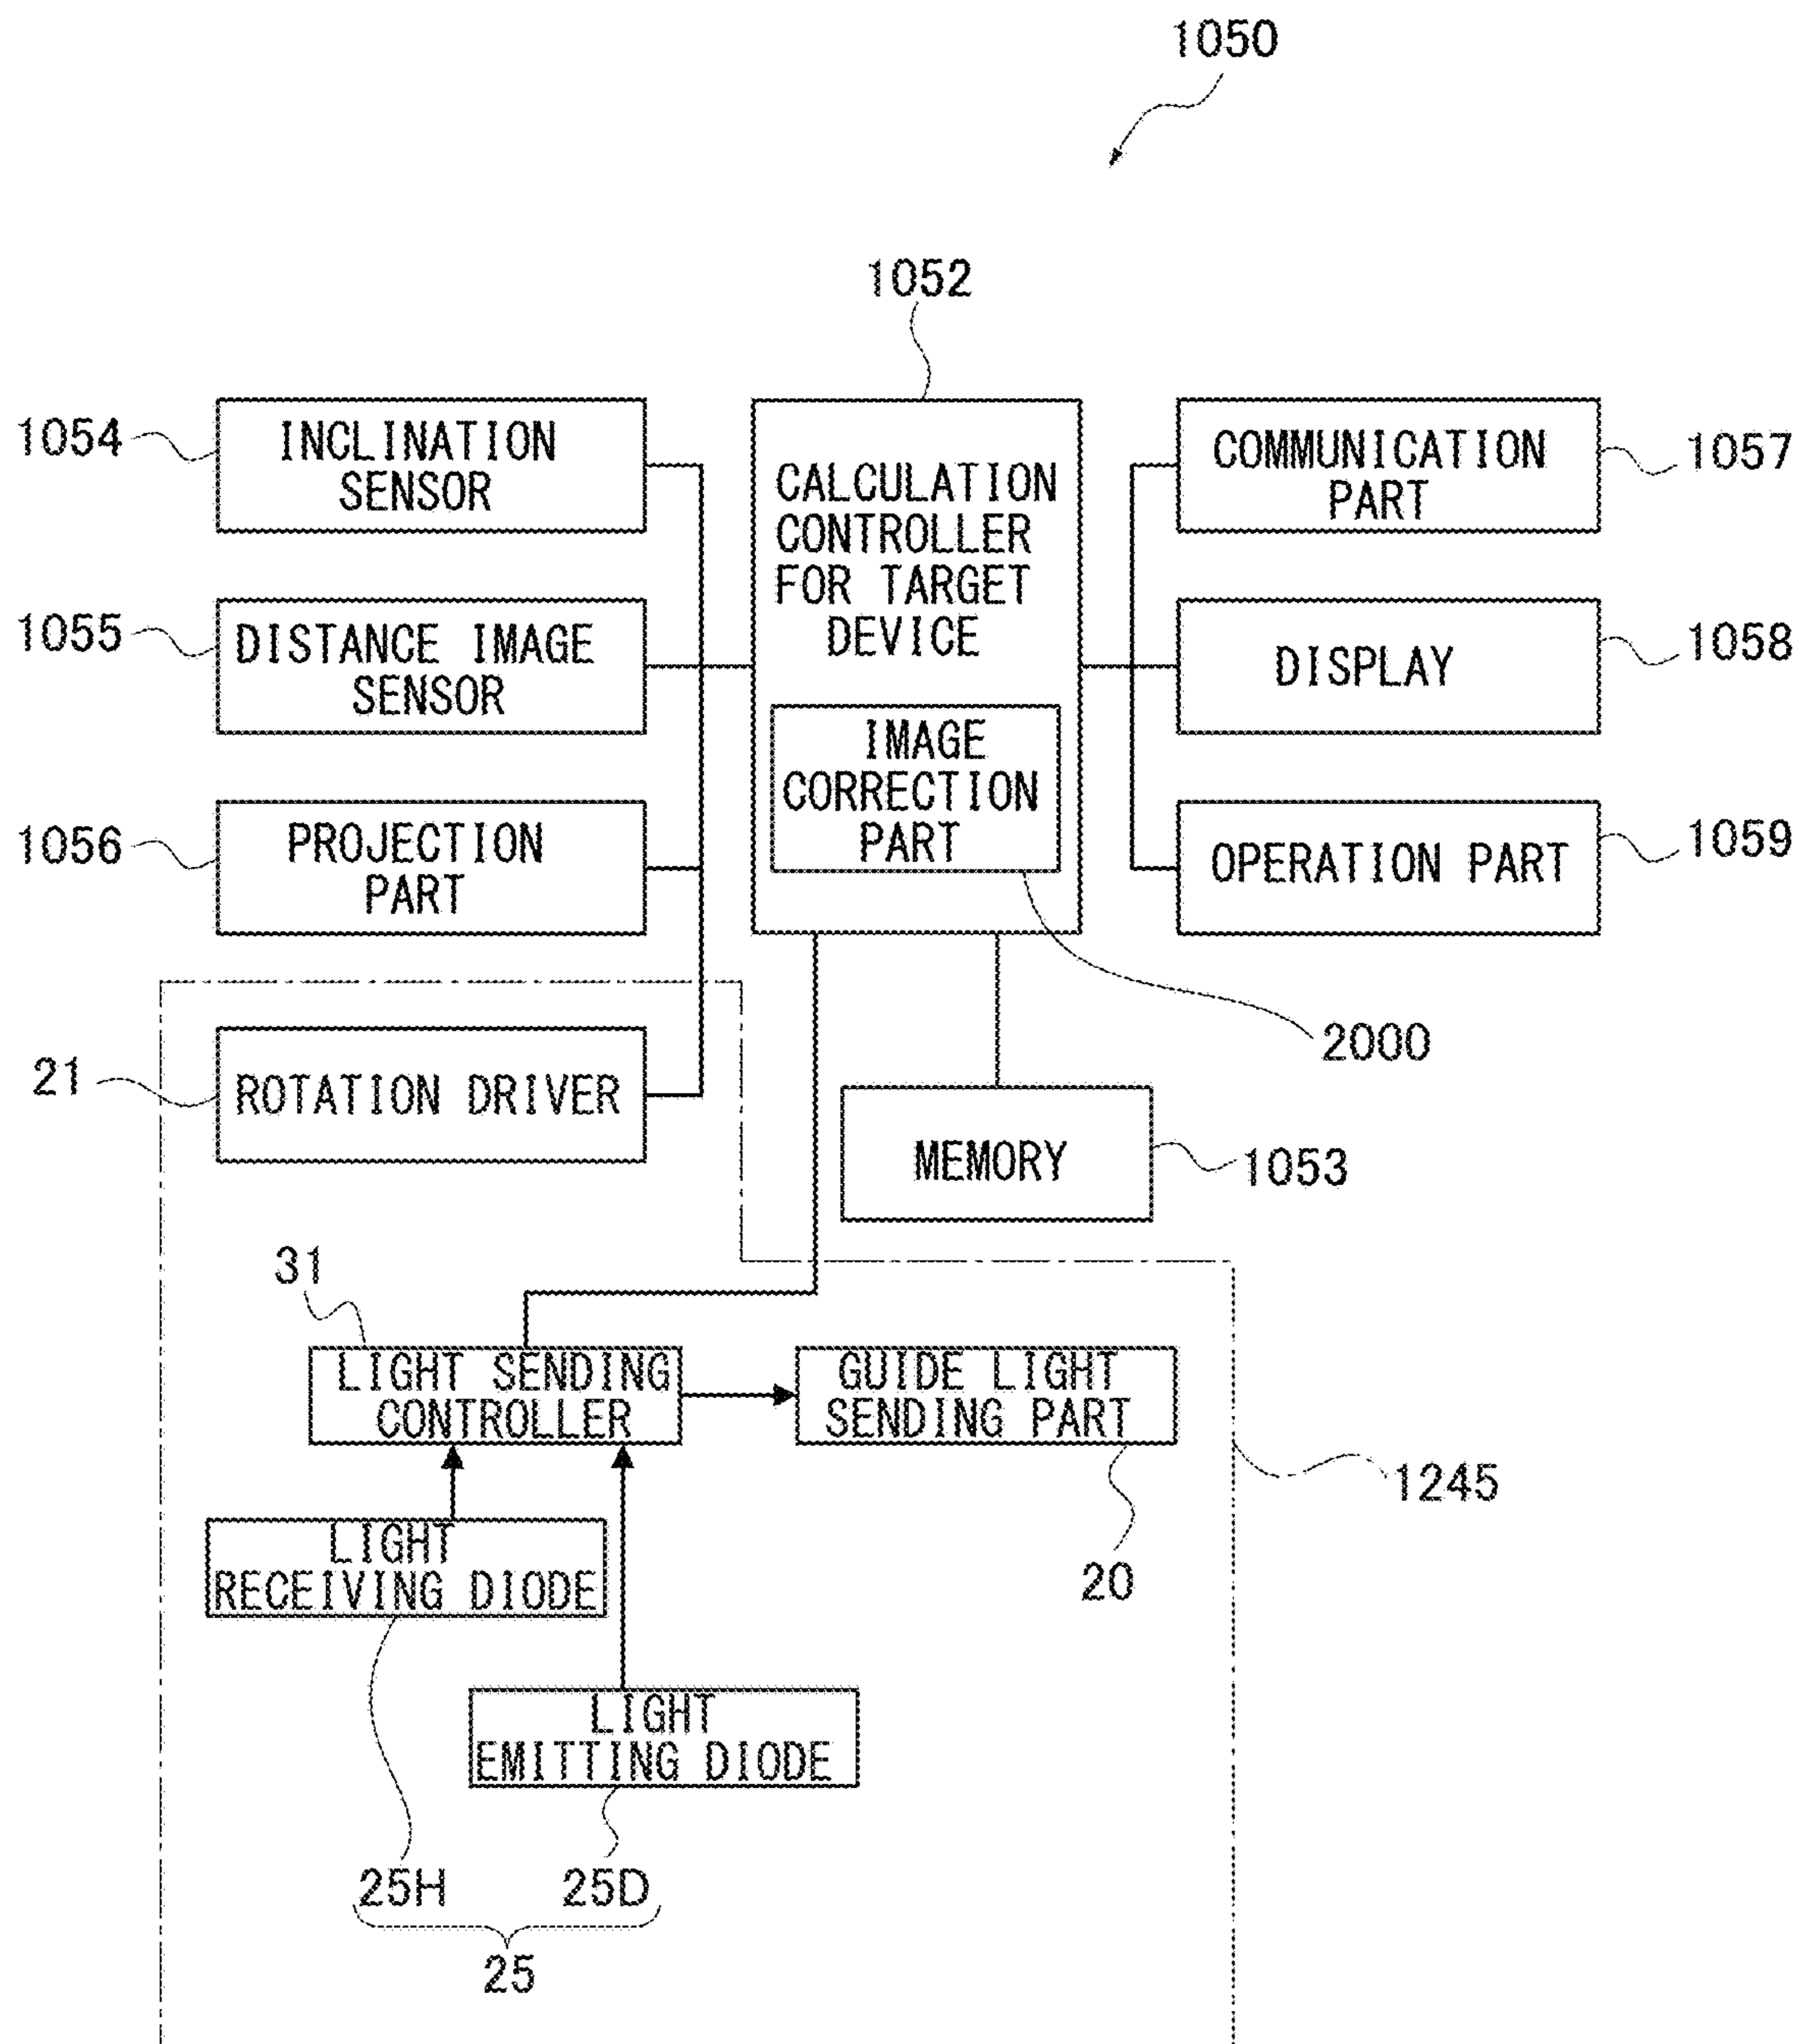 1050
1052
1054
INCLINATION
SENSOR
CALCULATION
CONTROLLER
FOR TARGET
DEVICE
COMMUNICATION
PART
1057
1055
DISTANCE IMAGE
SENSOR
DISPLAY
1058
IMAGE
CORRECTION
PART
1056
PROJECTION
PART
OPERATION PART
1059
2000
21
ROTATION DRIVER
MEMORY
1053
31
LIGHT SENDING
CONTROLLER
GUIDE LIGHT
SENDING PART
1245
20
LIGHT
RECEIVING DIODE
LIGHT
EMITTING DIODE
25H
25D
25